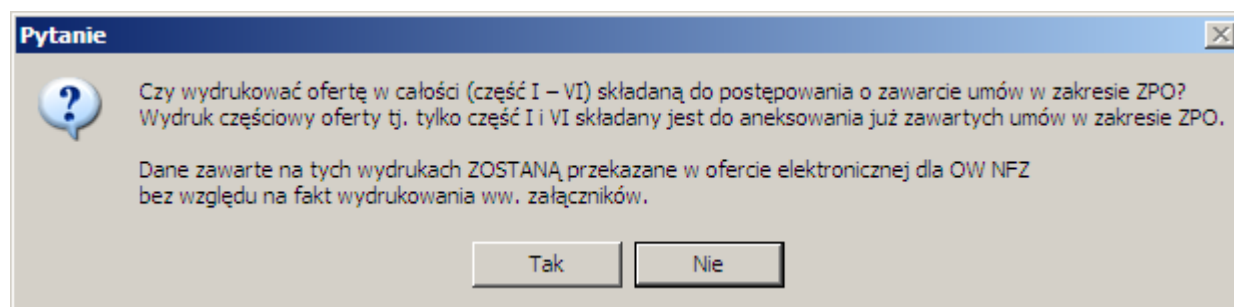 Pytanie
Czy wydrukować ofertę w całości (część I – VI) składaną do postępowania o zawarcie umów w zakresie ZPO?
Wydruk częściowy oferty tj. tylko część I i VI składany jest do aneksowania już zawartych umów w zakresie ZPO.
Dane zawarte na tych wydrukach ZOSTANĄ przekazane w ofercie elektronicznej dla OW NFZ
bez względu na fakt wydrukowania ww. załączników.
Tak
Nie